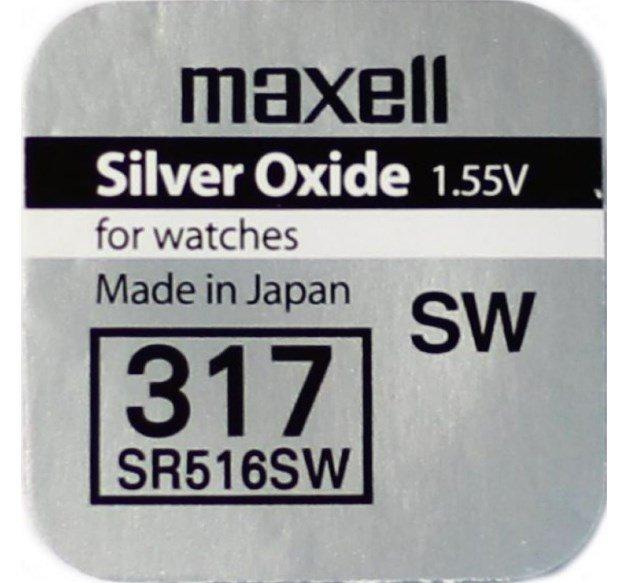 maxell
Silver Oxide 1.55V
for watches
Made in Japan
SW
317
SR516SW